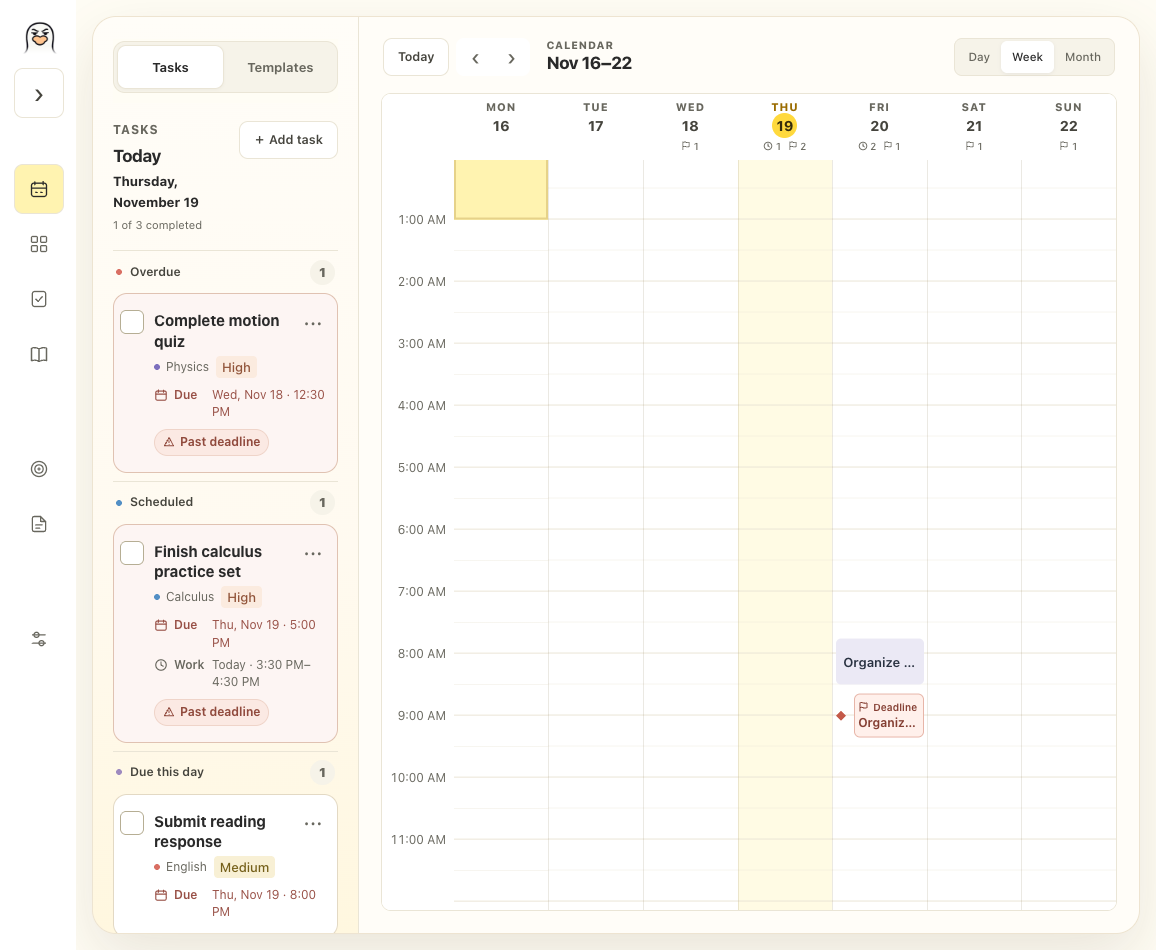 Tasks
Templates
TASKS
+ Add task
Today
Thursday,
November 19
1 of 3 completed
Overdue
1
Complete motion
quiz
Physics
High
Due
Wed, Nov 18 · 12:30
PM
Past deadline
Scheduled
1
Finish calculus
practice set
Calculus
High
Due
Thu, Nov 19 · 5:00
PM
Work
Today · 3:30 PM–
4:30 PM
Past deadline
Due this day
1
Submit reading
response
English
Medium
Due
Thu, Nov 19 · 8:00
PM
Today
CALENDAR
Nov 16–22
Day
Week
Month
MON
16
TUE
17
WED
18
1
THU
19
1
2
FRI
20
2
1
SAT
21
1
SUN
22
1
1:00 AM
2:00 AM
3:00 AM
4:00 AM
5:00 AM
6:00 AM
7:00 AM
8:00 AM
9:00 AM
10:00 AM
11:00 AM
Organize ...
Deadline
Organiz...